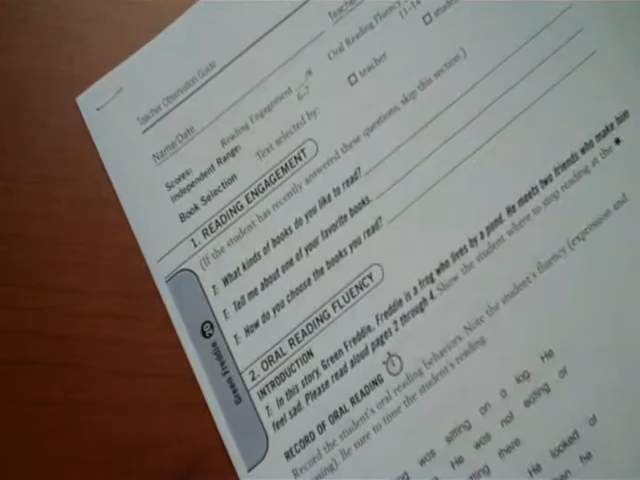 Teacher Observation Guide
Name/Date
Scores: Reading Engagement /8 Oral Reading Fluency
Independent Range: 6–7 11–14
Book Selection Text selected by: □ teacher □
1. READING ENGAGEMENT
(If the student has recently answered these questions, skip this section.)
T: What kinds of books do you like to read?
T: Tell me about one of your favorite books.
T: How do you choose the books you read?
2. ORAL READING FLUENCY
INTRODUCTION
T: In this story, Green Freddie, Freddie is a frog who lives by a pond. He meets two friends who make him
feel sad. Please read aloud pages 2 through 4. Show the student where to stop reading at the
RECORD OF ORAL READING
Record the student's oral reading behaviors. Note the student's fluency (expression and
Be sure to time the student's reading.
was sitting on a log. He
He was not eating or
there.
He looked at
he
Green Freddie